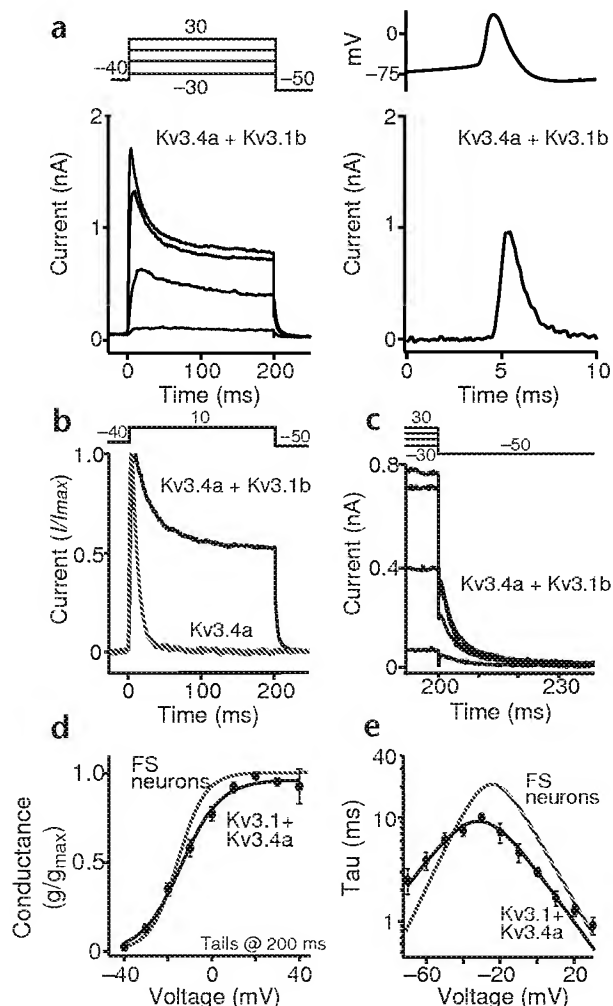 a
30
--40
--30
--50
mV
0
--75
2
1
0
Current (nA)
Kv3.4a + Kv3.1b
0 100 200
Time (ms)
2
1
0
Current (nA)
Kv3.4a + Kv3.1b
0 5 10
Time (ms)
b
--40
10
--50
1.0
0.5
0
Current (I/Imax)
Kv3.4a + Kv3.1b
Kv3.4a
0 100 200
Time (ms)
c
30
--30
--50
0.8
0.4
0
Current (nA)
Kv3.4a + Kv3.1b
200 230
Time (ms)
d
1.0
0.5
0
Conductance
(g/gmax)
FS
neurons
Kv3.1+
Kv3.4a
Tails @ 200 ms
--40 0 40
Voltage (mV)
e
40
10
1
Tau (ms)
FS
neurons
Kv3.1+
Kv3.4a
--60 --20 20
Voltage (mV)